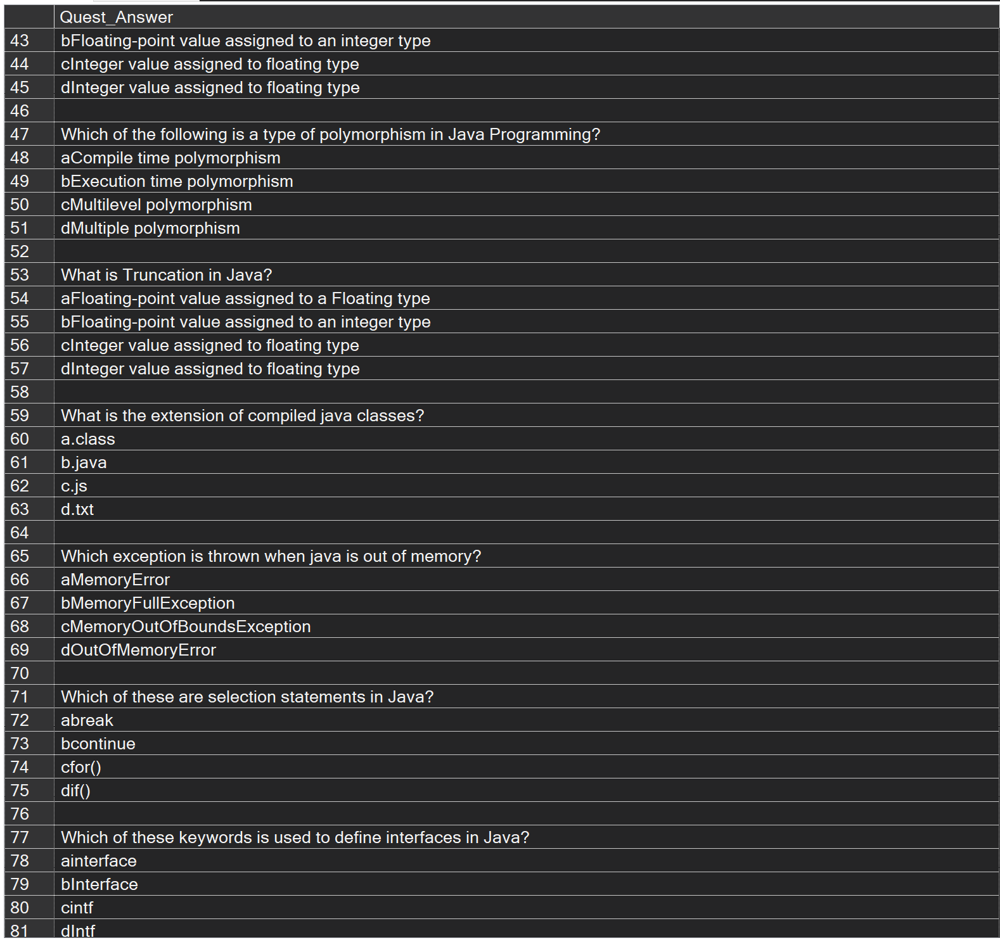 Quest_Answer
43 bFloating-point value assigned to an integer type
44 cInteger value assigned to floating type
45 dInteger value assigned to floating type
46
47 Which of the following is a type of polymorphism in Java Programming?
48 aCompile time polymorphism
49 bExecution time polymorphism
50 cMultilevel polymorphism
51 dMultiple polymorphism
52
53 What is Truncation in Java?
54 aFloating-point value assigned to a Floating type
55 bFloating-point value assigned to an integer type
56 cInteger value assigned to floating type
57 dInteger value assigned to floating type
58
59 What is the extension of compiled java classes?
60 a.class
61 b.java
62 c.js
63 d.txt
64
65 Which exception is thrown when java is out of memory?
66 aMemoryError
67 bMemoryFullException
68 cMemoryOutOfBoundsException
69 dOutOfMemoryError
70
71 Which of these are selection statements in Java?
72 abreak
73 bcontinue
74 cfor()
75 dif()
76
77 Which of these keywords is used to define interfaces in Java?
78 ainterface
79 bInterface
80 cintf
81 dIntf